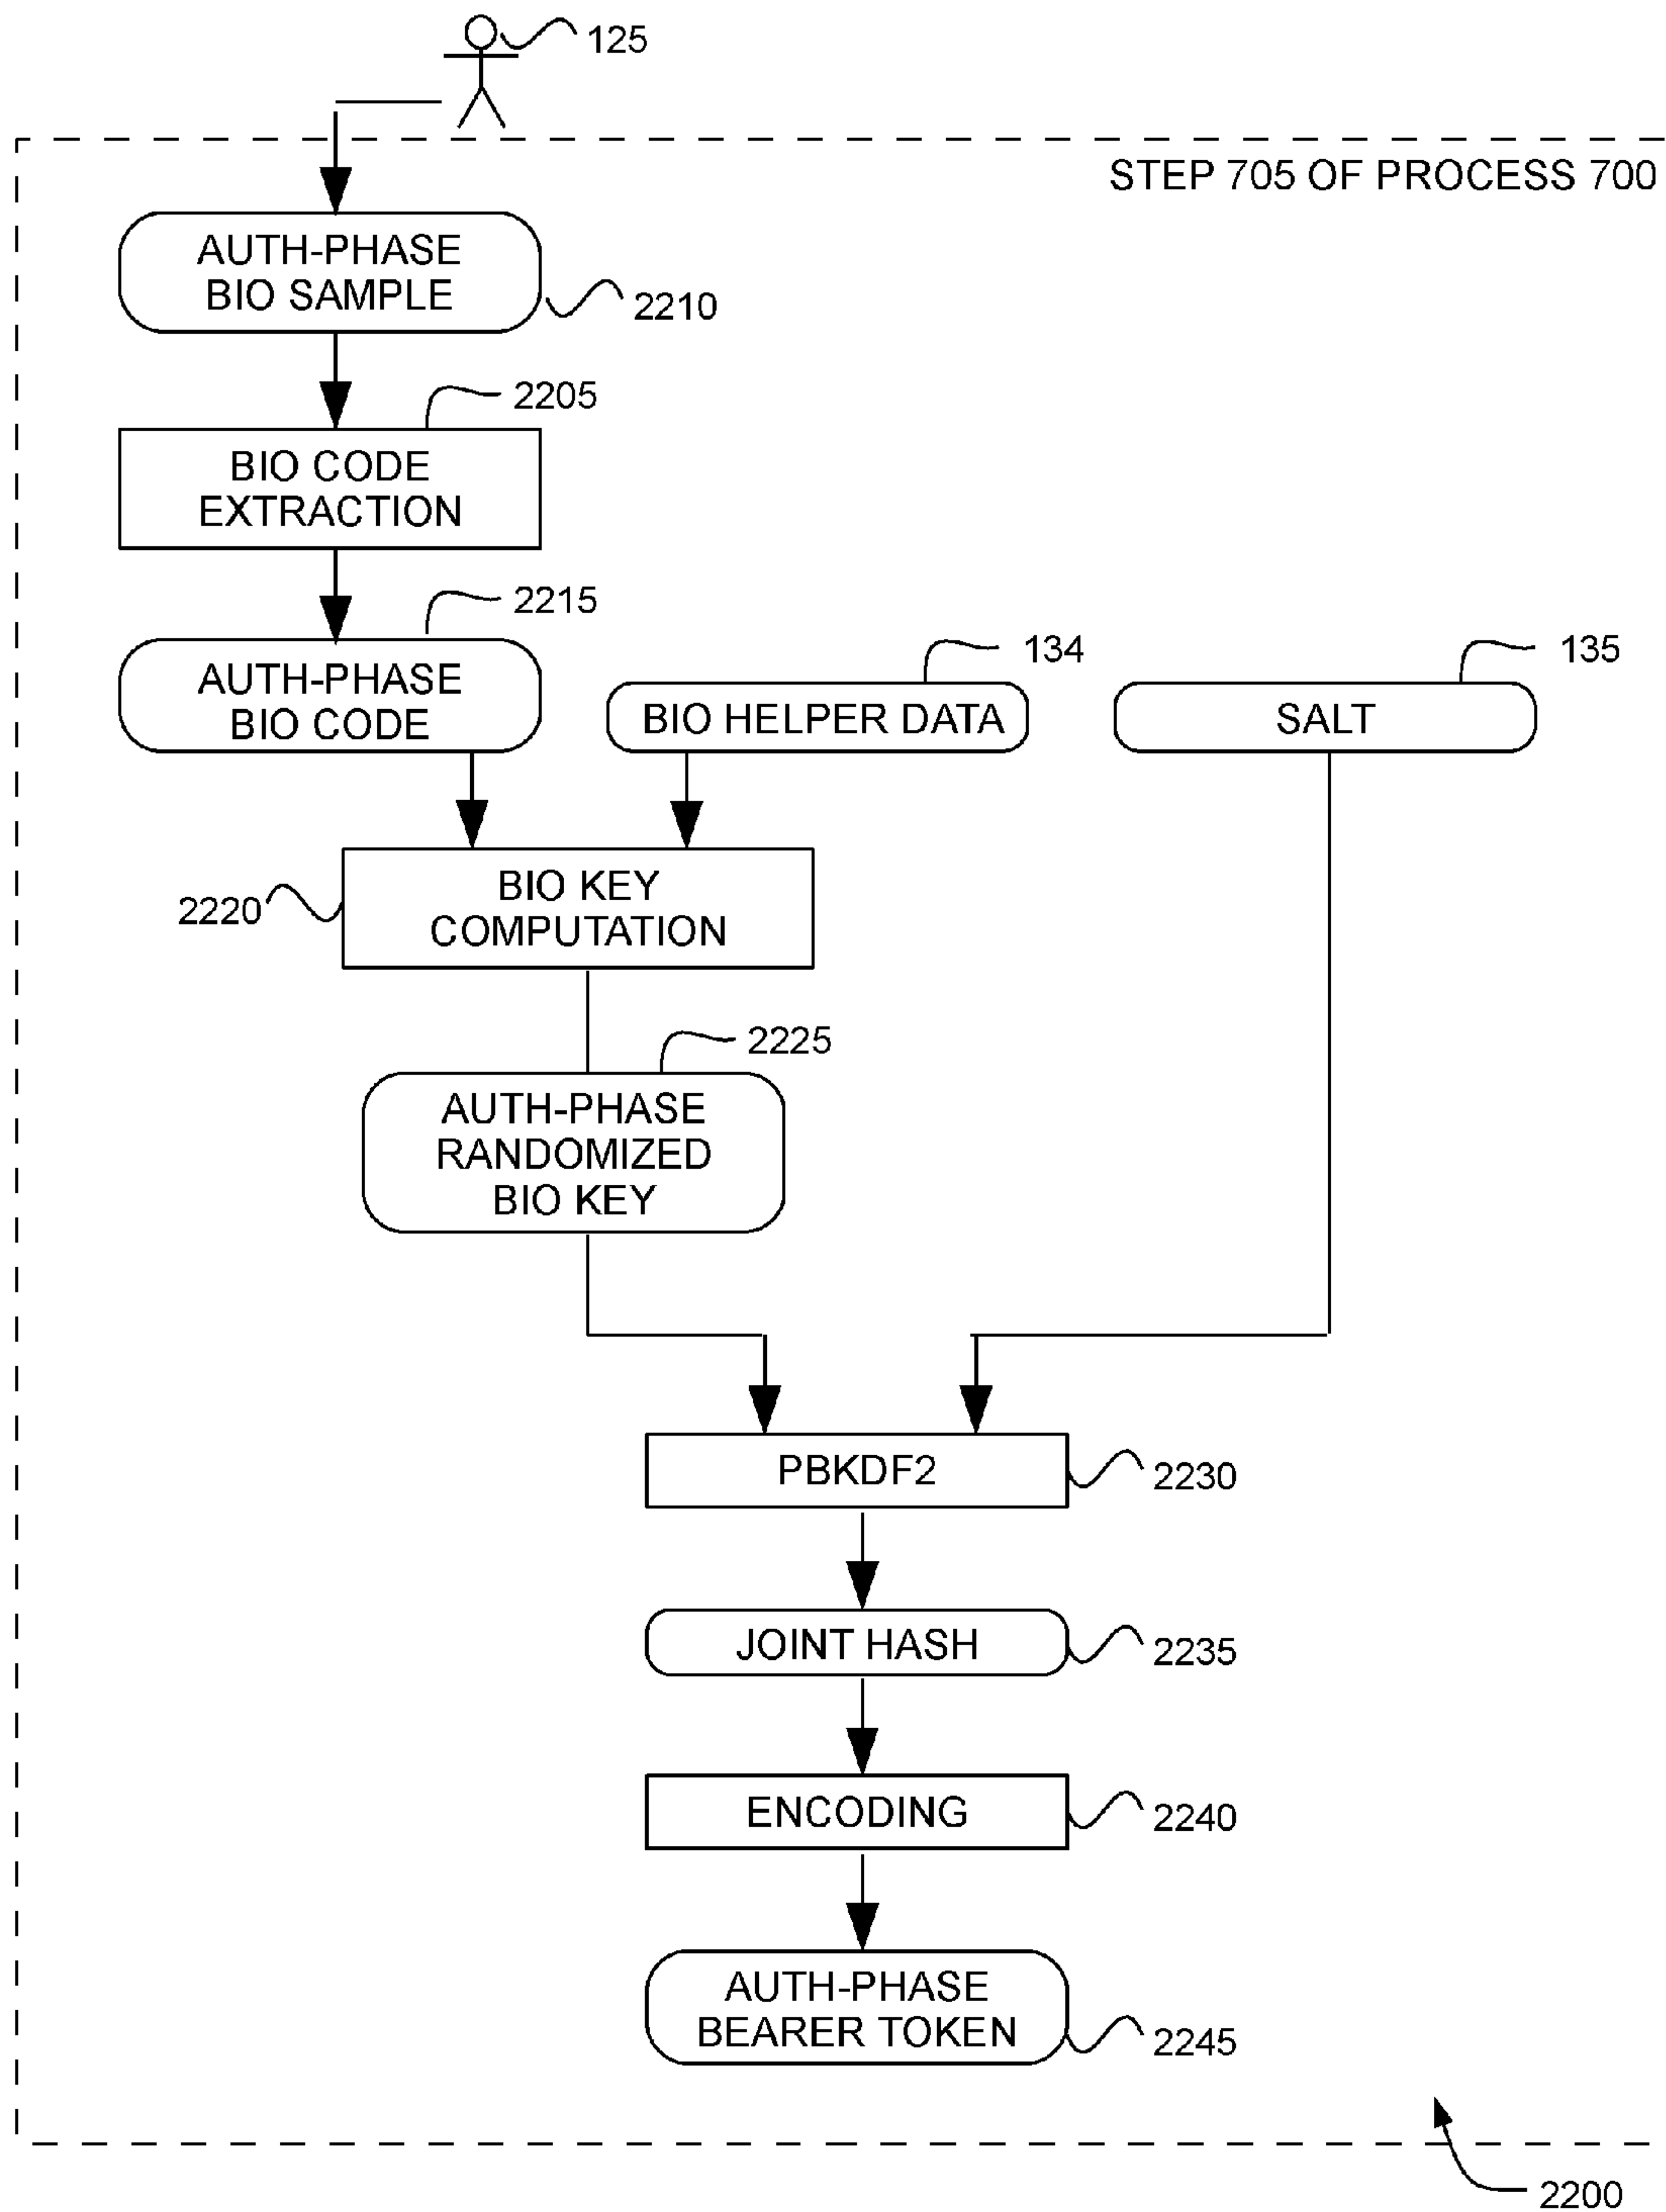 125
STEP 705 OF PROCESS 700
AUTH-PHASE
BIO SAMPLE
2210
2205
BIO CODE
EXTRACTION
2215
AUTH-PHASE
BIO CODE
134
BIO HELPER DATA
135
SALT
2220
BIO KEY
COMPUTATION
2225
AUTH-PHASE
RANDOMIZED
BIO KEY
PBKDF2
2230
JOINT HASH
2235
ENCODING
2240
AUTH-PHASE
BEARER TOKEN
2245
2200